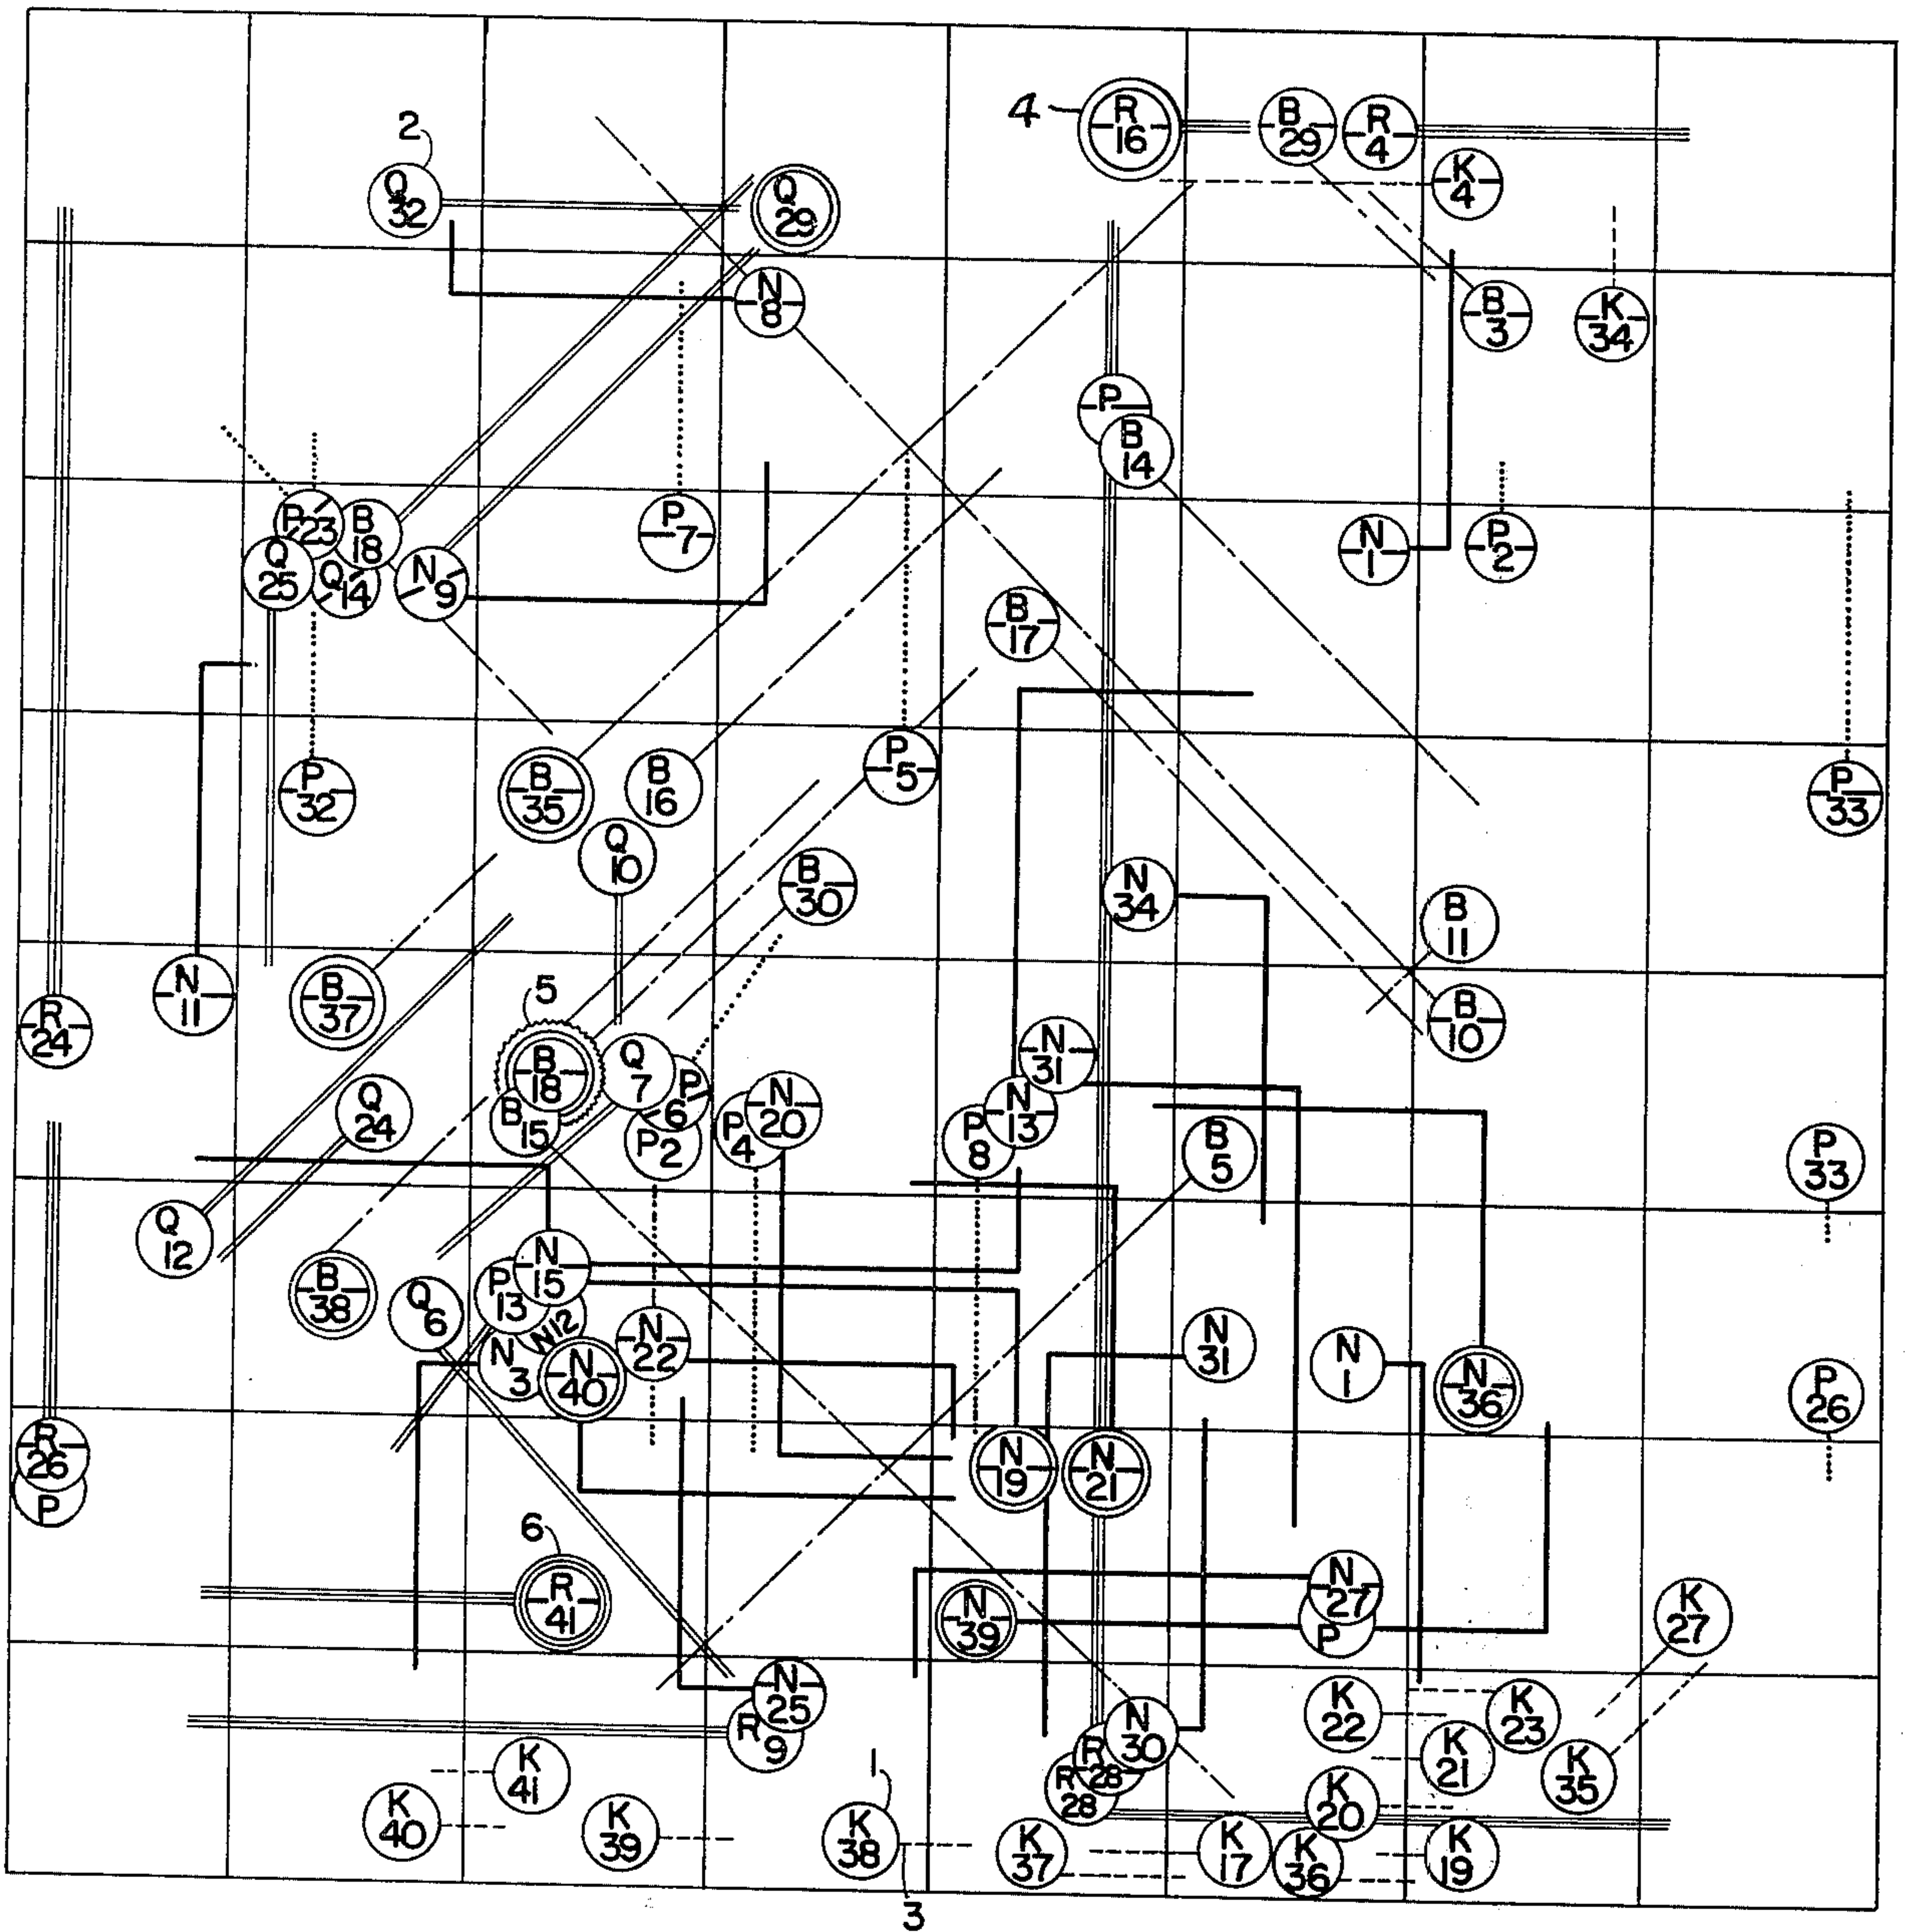 2
4
R 16
B 29
R 4
K 4
Q 32
Q 29
N 8
B 3
K 34
P
B 14
P 23
B 18
Q 25
Q 14
N 9
P 7
N 1
P 2
B 17
P 32
B 35
B 16
P 5
P 33
Q 10
B 30
N 34
B 11
R 24
N 11
B 37
5
B 10
B 18
Q 7
P 6
N 31
Q 24
B 15
P 2
P 4
N 20
P 8
N 13
B 5
P 33
Q 12
B 38
Q 6
P 13
N 15
N 12
N 3
N 40
N 22
N 31
N 1
N 36
P 26
R 26
P
N 19
N 21
6
R 41
N 39
N 27
P
K 27
N 25
R 9
N 30
R 28
R 28
K 22
K 23
K 21
K 35
K 41
K 40
K 39
1
K 38
K 37
K 17
K 20
K 36
K 19
3